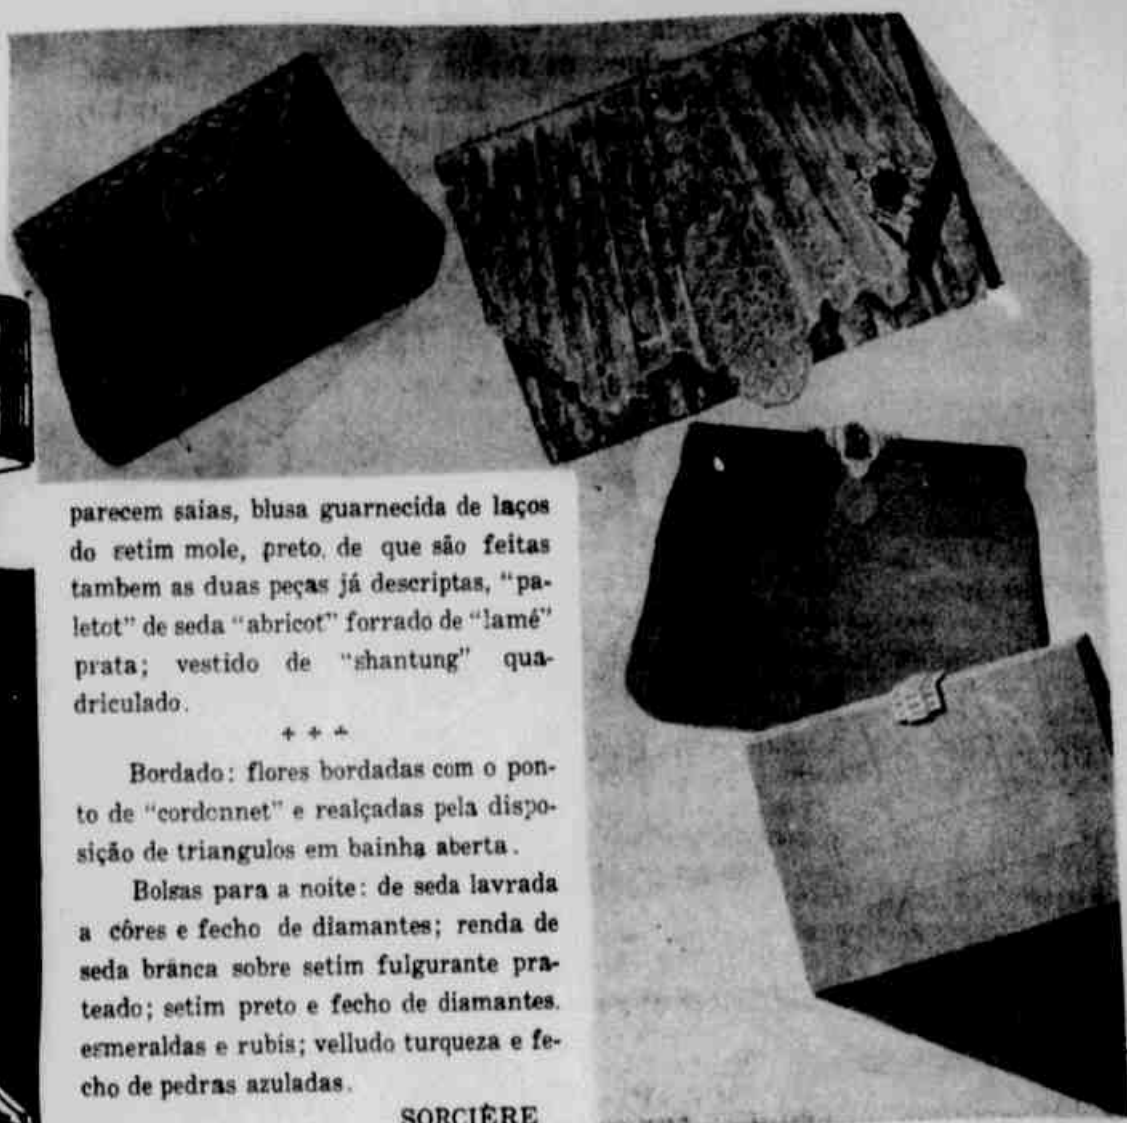 parecem saias, blusa guarnecida de laços
do setim mole, preto, de que são feitas
tambem as duas peças já descriptas, "pa-
letot" de seda "abricot" forrado de "lamé"
prata; vestido de "shantung" qua-
driculado.
+ + +
Bordado: flores bordadas com o pon-
to de "cordonnet" e realçadas pela dispo-
sição de triangulos em bainha aberta.
Bolsas para a noite: de seda lavrada
a côres e fecho de diamantes; renda de
seda brànca sobre setim fulgurante pra-
teado; setim preto e fecho de diamantes.
esmeraldas e rubis; velludo turqueza e fe-
cho de pedras azuladas.
SORCIÈRE